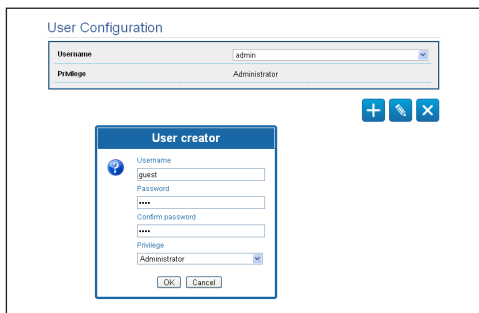 User Configuration
Username admin
Privilege Administrator
User creator
Username
guest
Password
••••
Confirm password
••••
Privilege
Administrator
OK Cancel